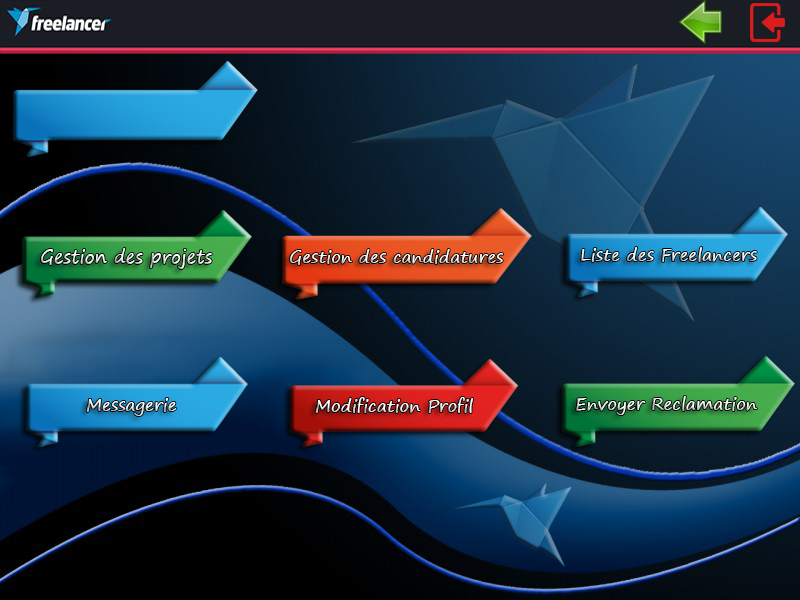 freelancer
Gestion des projets
Gestion des candidatures
Liste des Freelancers
Messagerie
Modification Profil
Envoyer Reclamation